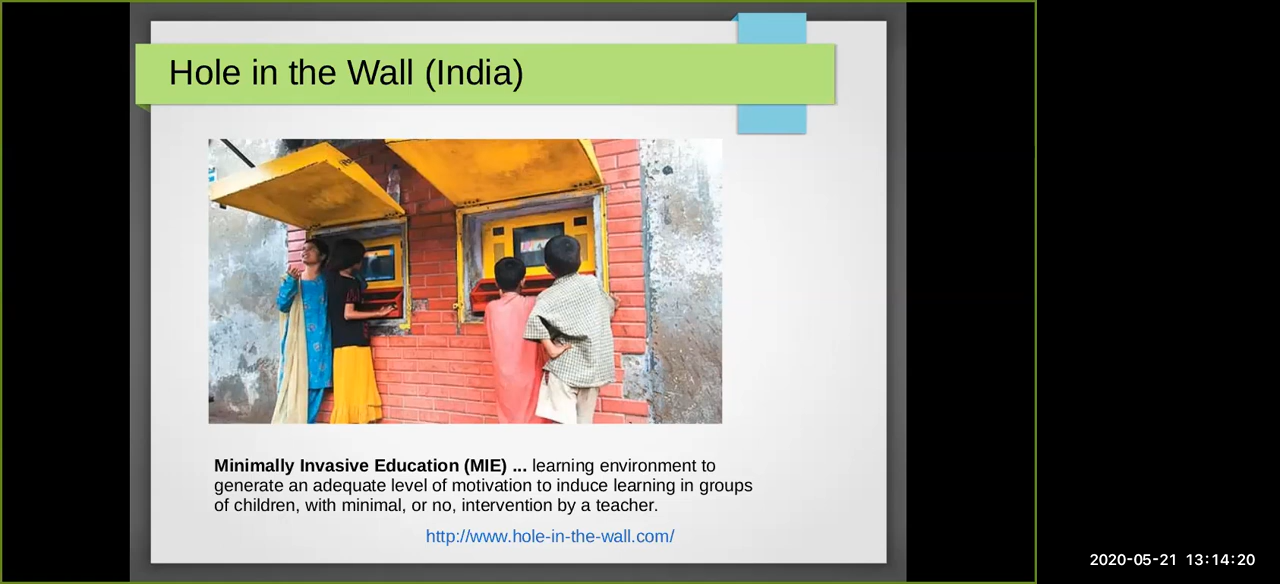 Hole in the Wall (India)
Minimally Invasive Education (MIE) ... learning environment to
generate an adequate level of motivation to induce learning in groups
of children, with minimal, or no, intervention by a teacher.
http://www.hole-in-the-wall.com/
2020-05-21 13:14:20